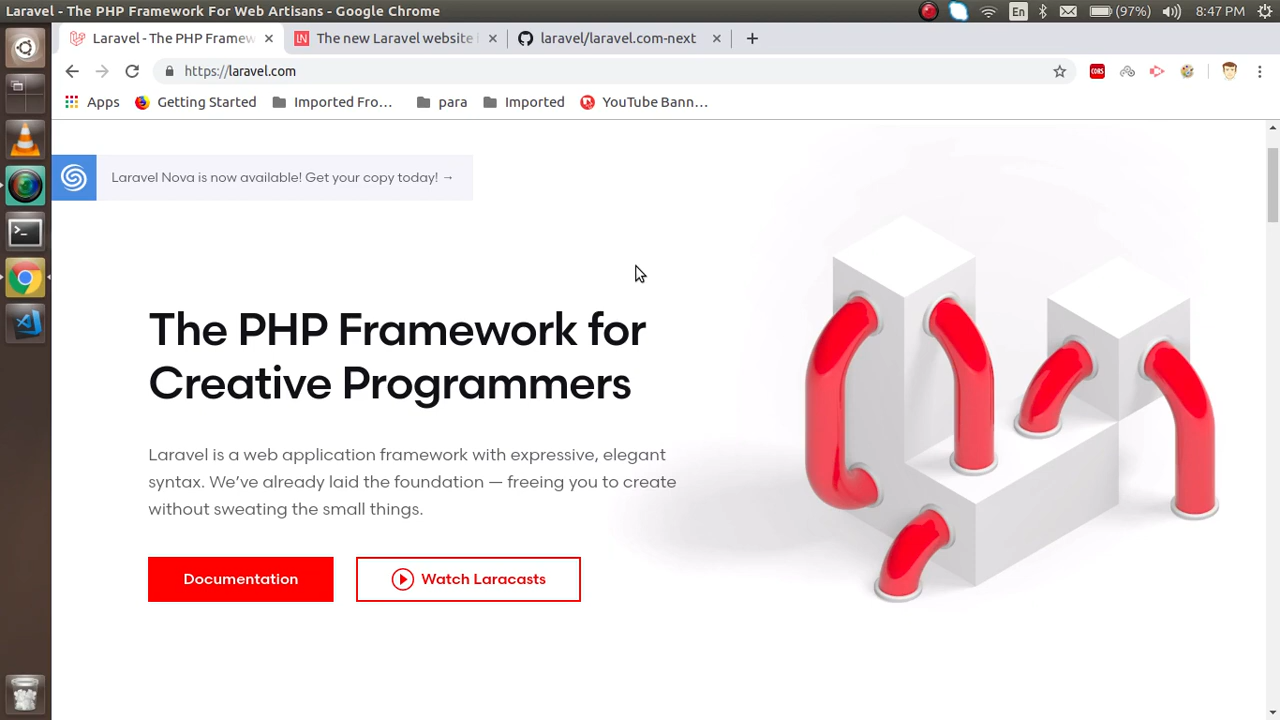 Laravel - The PHP Framework For Web Artisans - Google Chrome
En
(97%)
8:47 PM
Laravel - The PHP Framew
LN
The new Laravel website
laravel/laravel.com-next
https://laravel.com
CORS
Apps
Getting Started
Imported Fro...
para
Imported
YouTube Bann...
Laravel Nova is now available! Get your copy today! →
The PHP Framework for
Creative Programmers
Laravel is a web application framework with expressive, elegant
syntax. We’ve already laid the foundation — freeing you to create
without sweating the small things.
Documentation
Watch Laracasts